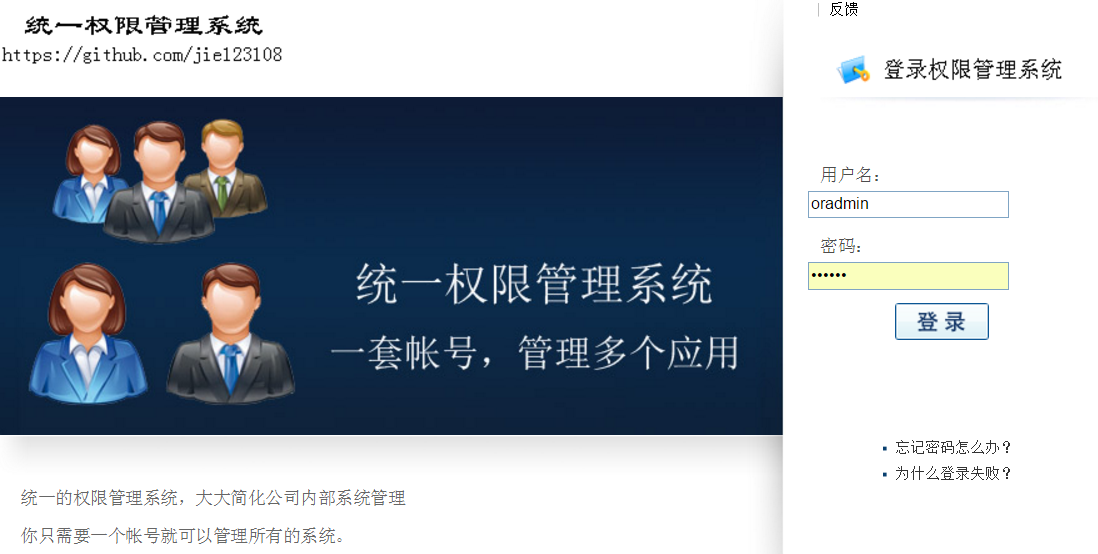 统一权限管理系统
https://github.com/jie123108
统一权限管理系统
一套帐号，管理多个应用
统一的权限管理系统，大大简化公司内部系统管理
你只需要一个帐号就可以管理所有的系统。
反馈
登录权限管理系统
用户名：
oradmin
密码：
••••••
登 录
忘记密码怎么办？
为什么登录失败？